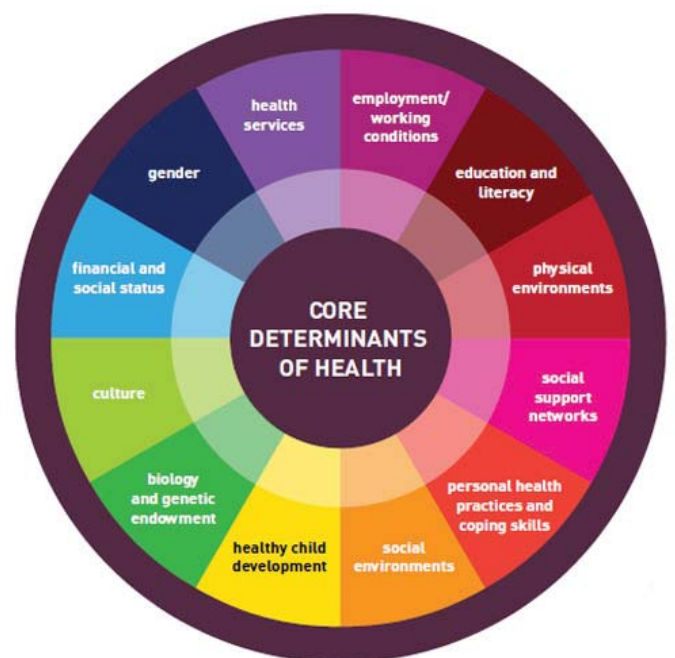 CORE
DETERMINANTS
OF HEALTH
health
services
employment/
working
conditions
education and
literacy
physical
environments
social
support
networks
personal health
practices and
coping skills
social
environments
healthy child
development
biology
and genetic
endowment
culture
financial and
social status
gender